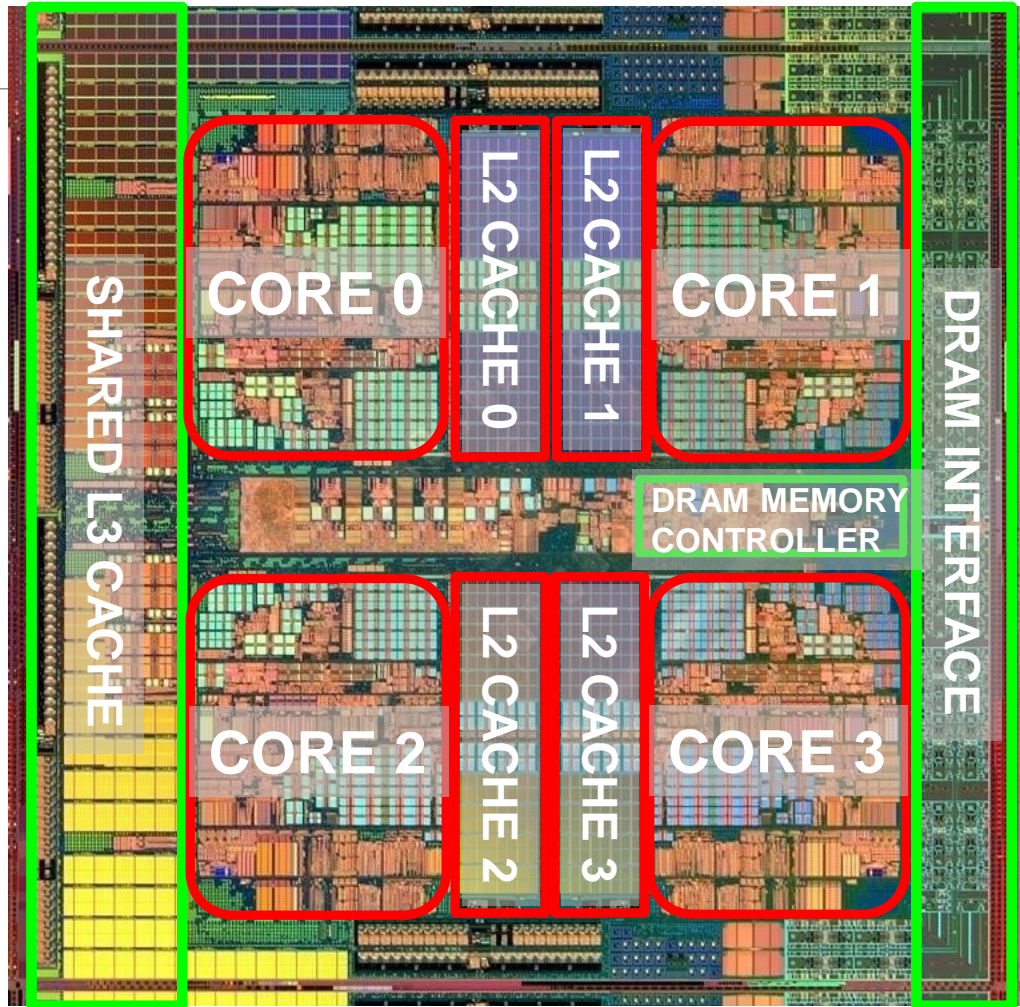 SHARED L3 CACHE
CORE 0
L2 CACHE 0
L2 CACHE 1
CORE 1
DRAM INTERFACE
DRAM MEMORY
CONTROLLER
CORE 2
L2 CACHE 2
L2 CACHE 3
CORE 3